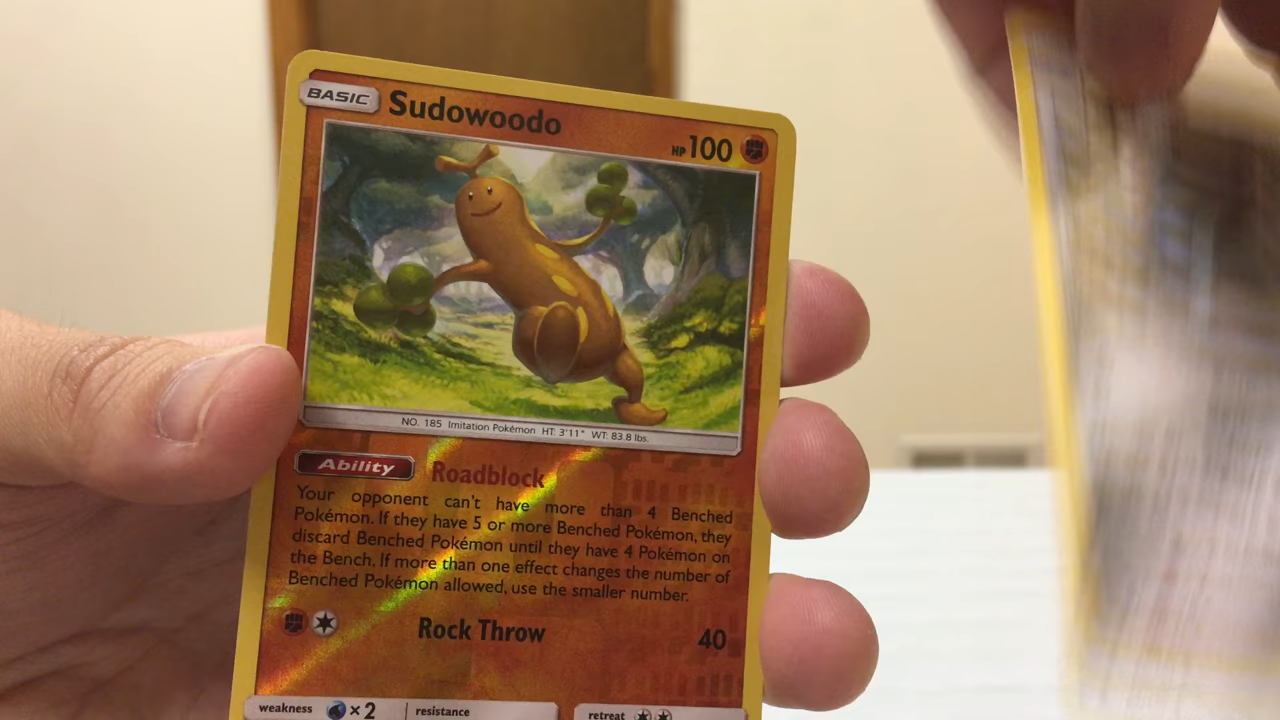 BASIC Sudowoodo HP 100
NO. 185 Imitation Pokémon HT: 3'11" WT: 83.8 lbs.
Ability Roadblock
Your opponent can't have more than 4 Benched
Pokémon. If they have 5 or more Benched Pokémon, they
discard Benched Pokémon until they have 4 Pokémon on
the Bench. If more than one effect changes the number of
Benched Pokémon allowed, use the smaller number.
Rock Throw 40
weakness ×2 resistance retreat